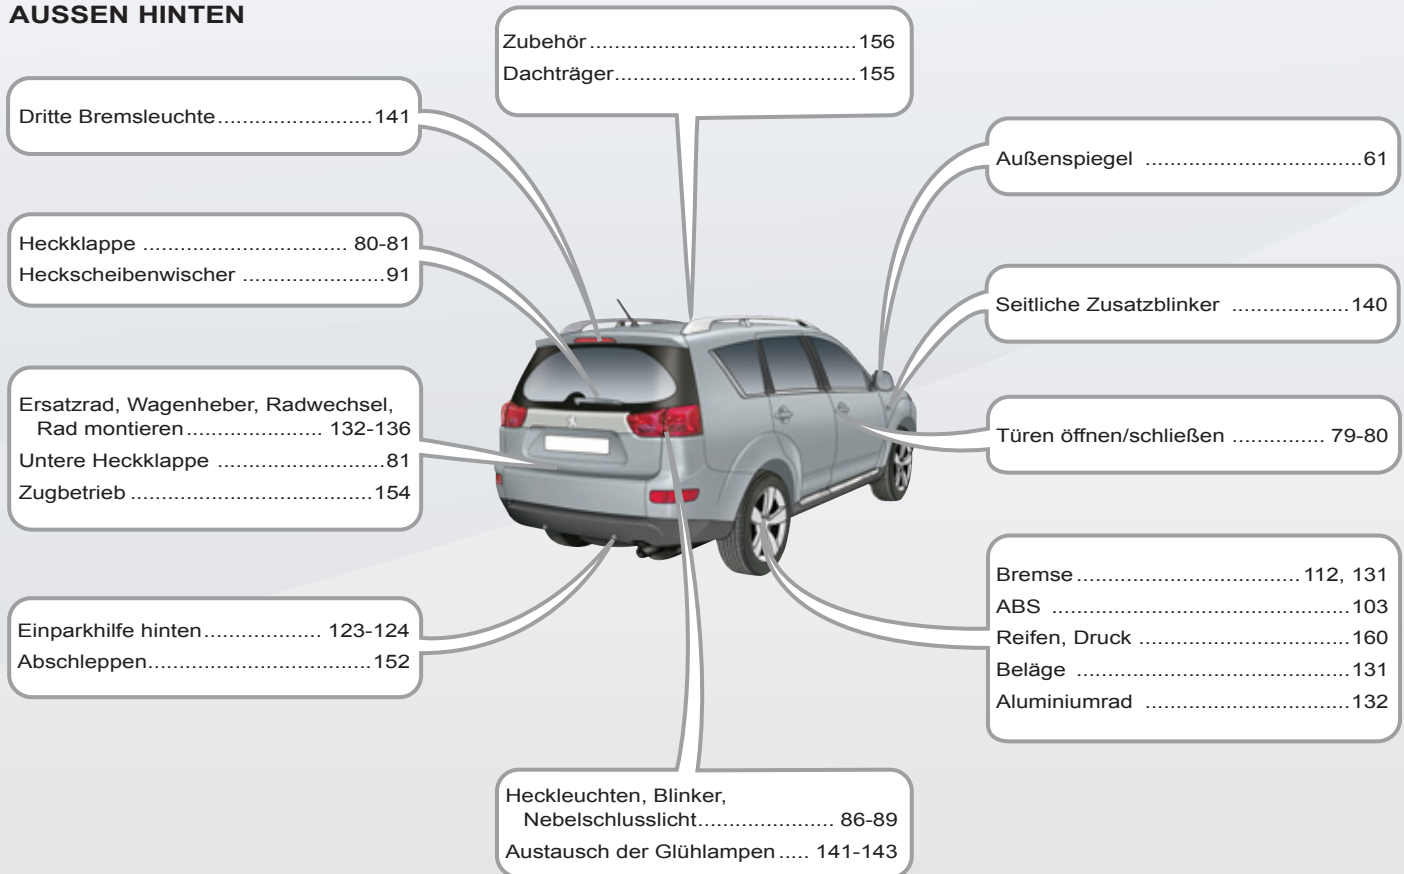 AUSSEN HINTEN
Zubehör ........................................... 156
Dachträger ....................................... 155
Dritte Bremsleuchte ......................... 141
Heckklappe ................................. 80-81
Heckscheibenwischer ....................... 91
Ersatzrad, Wagenheber, Radwechsel,
Rad montieren ...................... 132-136
Untere Heckklappe ........................... 81
Zugbetrieb ....................................... 154
Einparkhilfe hinten ................... 123-124
Abschleppen .................................... 152
Außenspiegel ................................... 61
Seitliche Zusatzblinker ................... 140
Türen öffnen/schließen ............... 79-80
Bremse .................................... 112, 131
ABS ................................................ 103
Reifen, Druck .................................. 160
Beläge ............................................ 131
Aluminiumrad ................................. 132
Heckleuchten, Blinker,
Nebelschlusslicht ...................... 86-89
Austausch der Glühlampen ..... 141-143